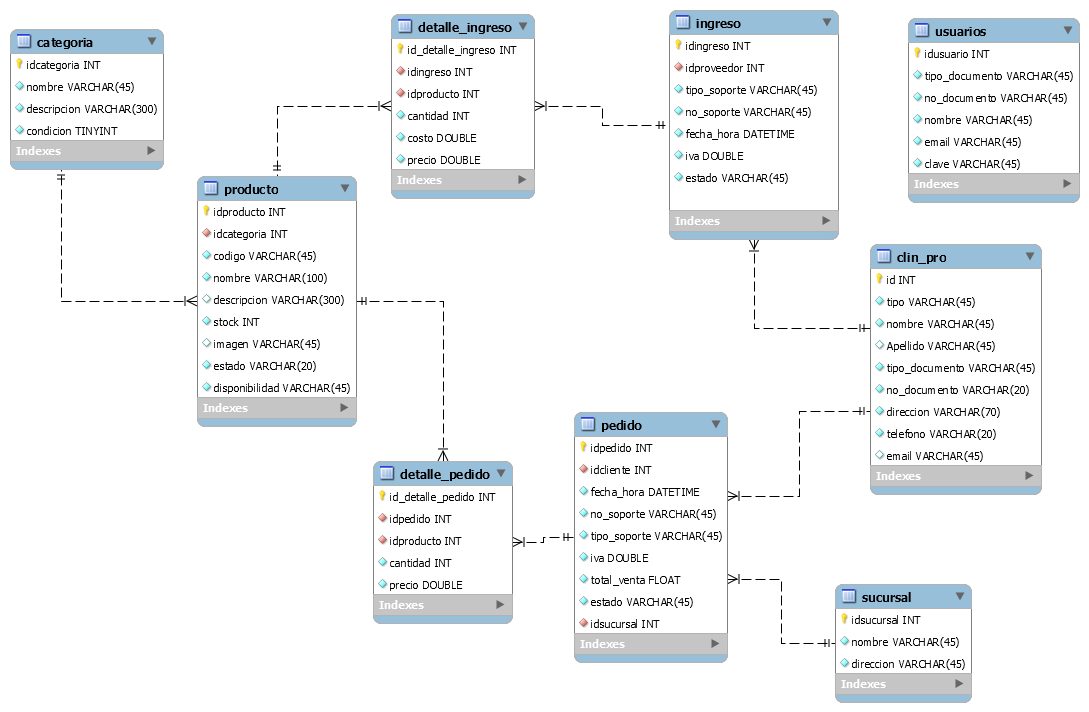 categoria
idcategoria INT
nombre VARCHAR(45)
descripcion VARCHAR(300)
condicion TINYINT
Indexes
detalle_ingreso
id_detalle_ingreso INT
idingreso INT
idproducto INT
cantidad INT
costo DOUBLE
precio DOUBLE
Indexes
ingreso
idingreso INT
idproveedor INT
tipo_soporte VARCHAR(45)
no_soporte VARCHAR(45)
fecha_hora DATETIME
iva DOUBLE
estado VARCHAR(45)
Indexes
usuarios
idusuario INT
tipo_documento VARCHAR(45)
no_documento VARCHAR(45)
nombre VARCHAR(45)
email VARCHAR(45)
clave VARCHAR(45)
Indexes
producto
idproducto INT
idcategoria INT
codigo VARCHAR(45)
nombre VARCHAR(100)
descripcion VARCHAR(300)
stock INT
imagen VARCHAR(45)
estado VARCHAR(20)
disponibilidad VARCHAR(45)
Indexes
clin_pro
id INT
tipo VARCHAR(45)
nombre VARCHAR(45)
Apellido VARCHAR(45)
tipo_documento VARCHAR(45)
no_documento VARCHAR(20)
direccion VARCHAR(70)
telefono VARCHAR(20)
email VARCHAR(45)
Indexes
detalle_pedido
id_detalle_pedido INT
idpedido INT
idproducto INT
cantidad INT
precio DOUBLE
Indexes
pedido
idpedido INT
idcliente INT
fecha_hora DATETIME
no_soporte VARCHAR(45)
tipo_soporte VARCHAR(45)
iva DOUBLE
total_venta FLOAT
estado VARCHAR(45)
idsucursal INT
Indexes
sucursal
idsucursal INT
nombre VARCHAR(45)
direccion VARCHAR(45)
Indexes